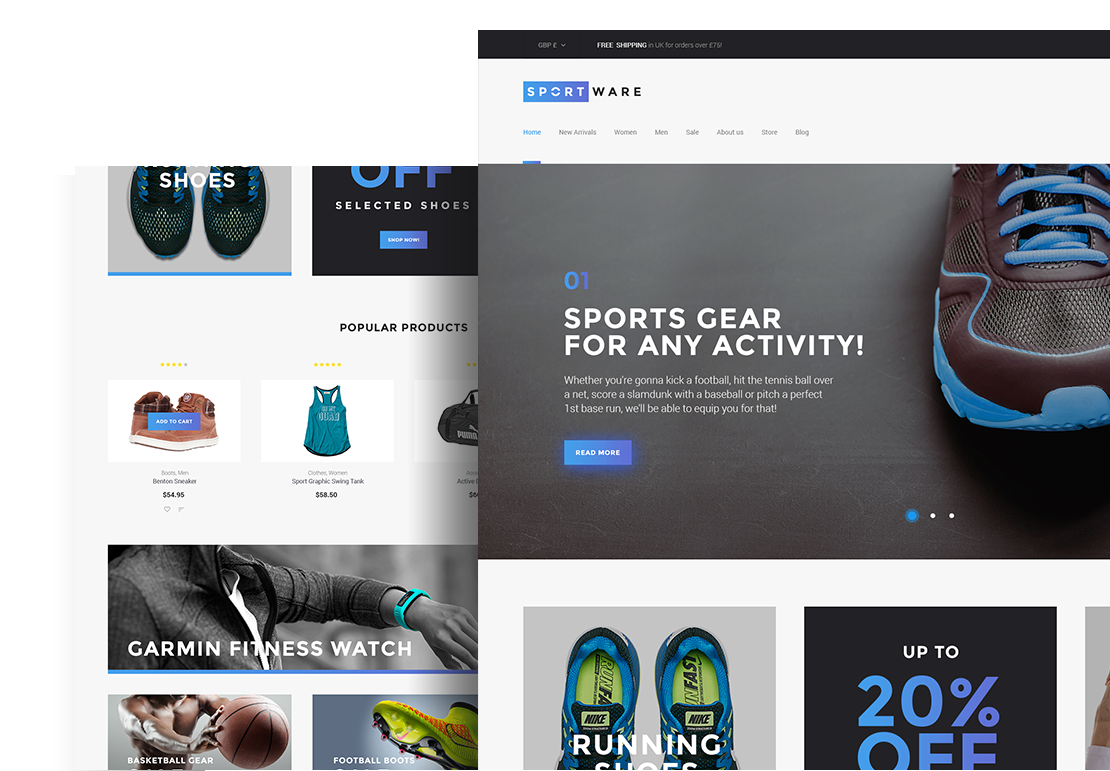 GBP £
FREE SHIPPING in UK for orders over £75!
SPORTWARE
Home New Arrivals Women Men Sale About us Store Blog
01
SPORTS GEAR
FOR ANY ACTIVITY!
Whether you're gonna kick a football, hit the tennis ball over
a net, score a slamdunk with a baseball or pitch a perfect
1st base run, we'll be able to equip you for that!
READ MORE
NIKE
NIKE
RUNNING
SHOES
UP TO
20%
OFF
RUNNING
SHOES
OFF
SELECTED SHOES
SHOP NOW!
POPULAR PRODUCTS
ADD TO CART
Boots, Men
Benton Sneaker
$54.95
Clothes, Women
Sport Graphic Swing Tank
$58.50
PUMA
Active
GARMIN FITNESS WATCH
BASKETBALL GEAR
FOOTBALL BOOTS